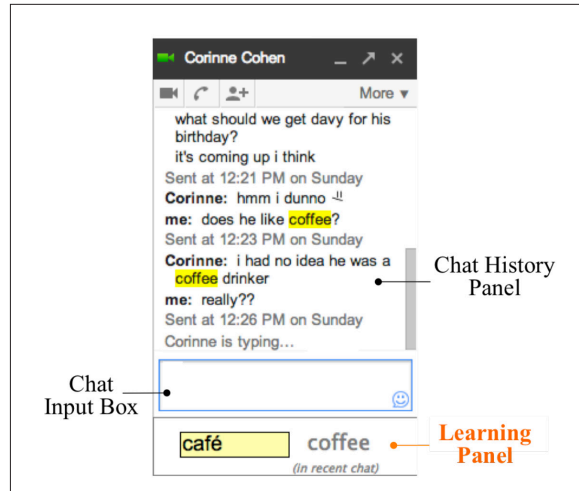 Corinne Cohen
More ▼
what should we get davy for his
birthday?
it's coming up i think
Sent at 12:21 PM on Sunday
Corinne: hmm i dunno
me: does he like coffee?
Sent at 12:23 PM on Sunday
Corinne: i had no idea he was a
coffee drinker
me: really??
Sent at 12:26 PM on Sunday
Corinne is typing...
Chat History
Panel
Chat
Input Box
café coffee
(in recent chat)
Learning
Panel